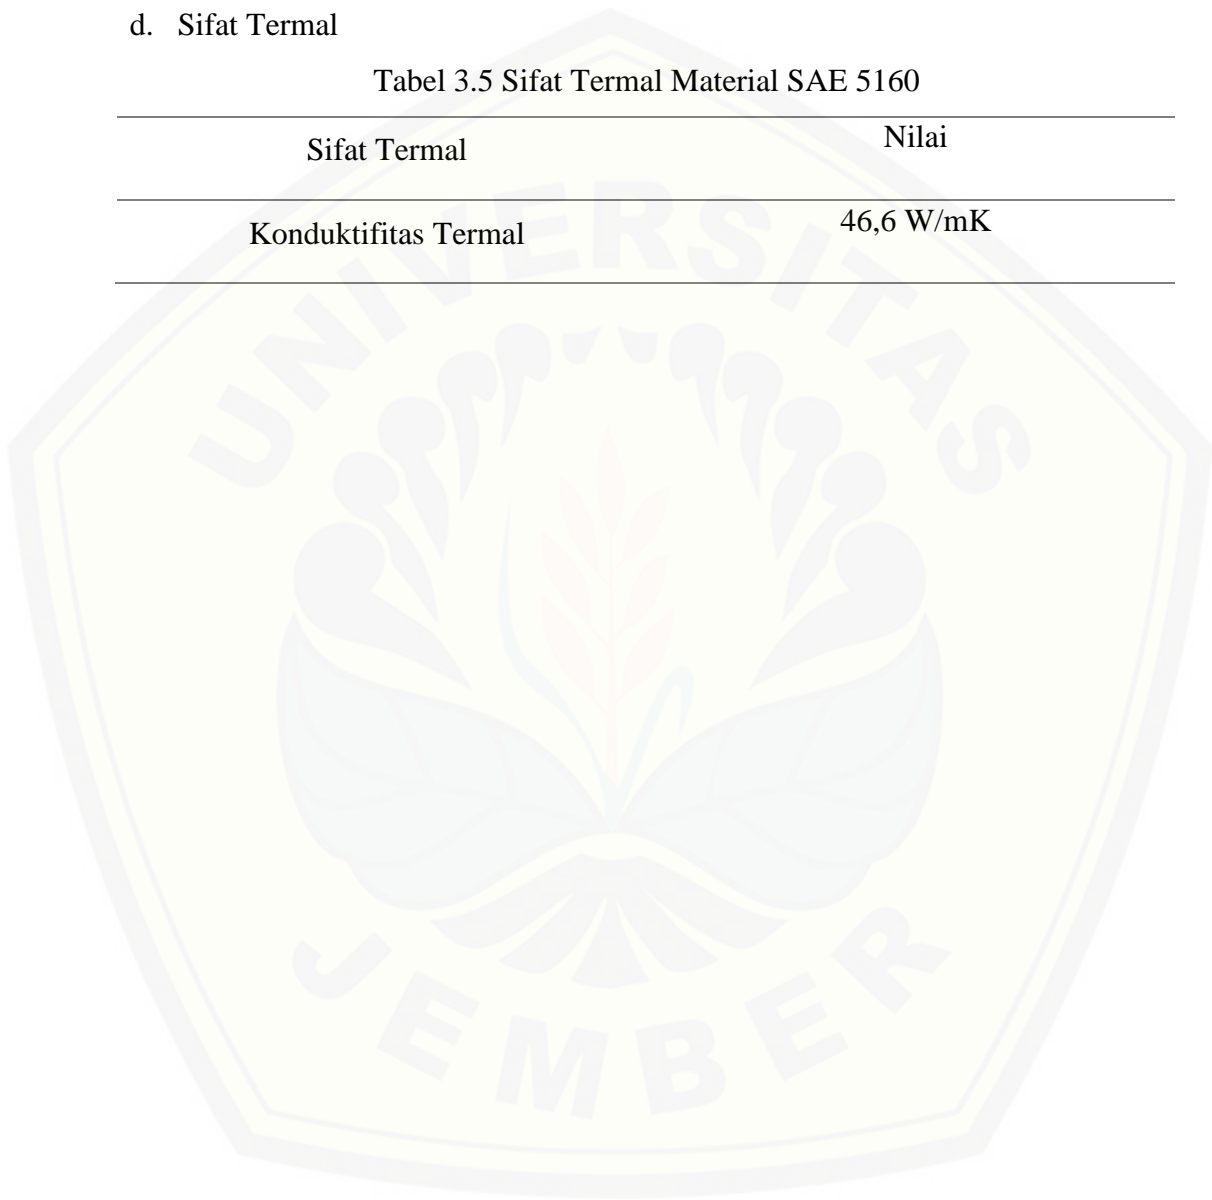 d. Sifat Termal
Tabel 3.5 Sifat Termal Material SAE 5160
Sifat Termal Nilai
Konduktifitas Termal 46,6 W/mK
UNIVERSITAS
JEMBER